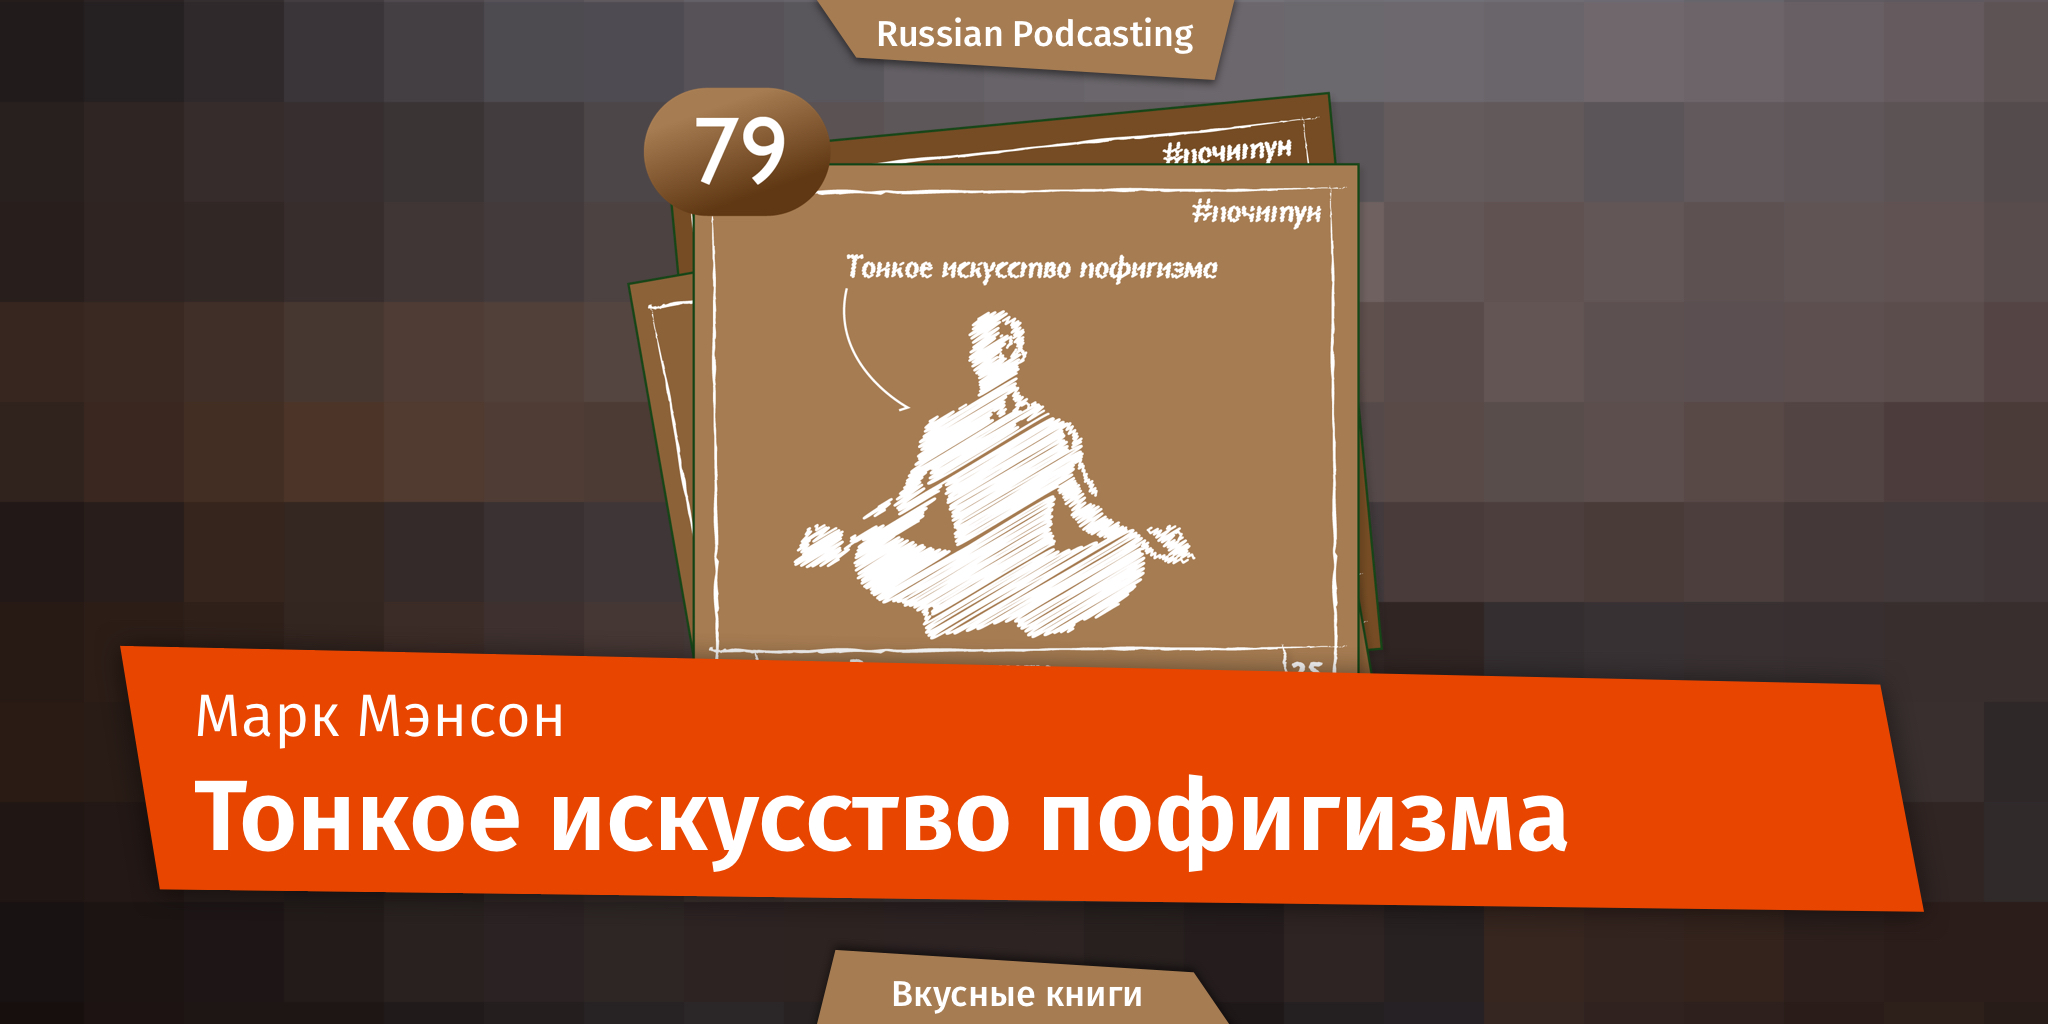 Russian Podcasting
79
#почитун
#почитун
Тонкое искусство пофигизма
Марк Мэнсон
Тонкое искусство пофигизма
Вкусные книги